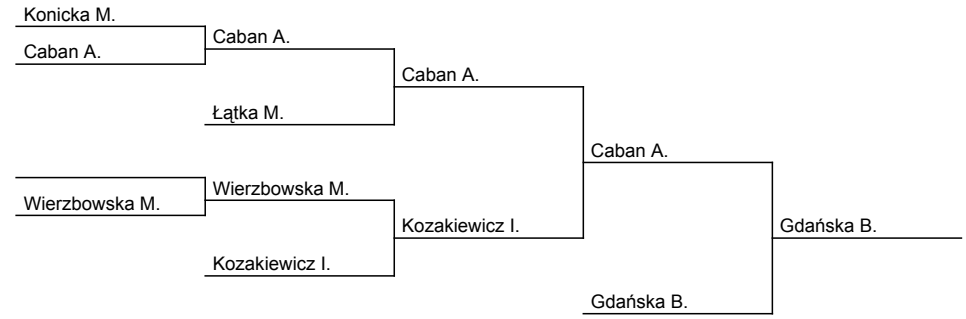 Konicka M.
Caban A.
Caban A.
Caban A.
Łątka M.
Caban A.
Wierzbowska M.
Wierzbowska M.
Kozakiewicz I.
Gdańska B.
Kozakiewicz I.
Gdańska B.